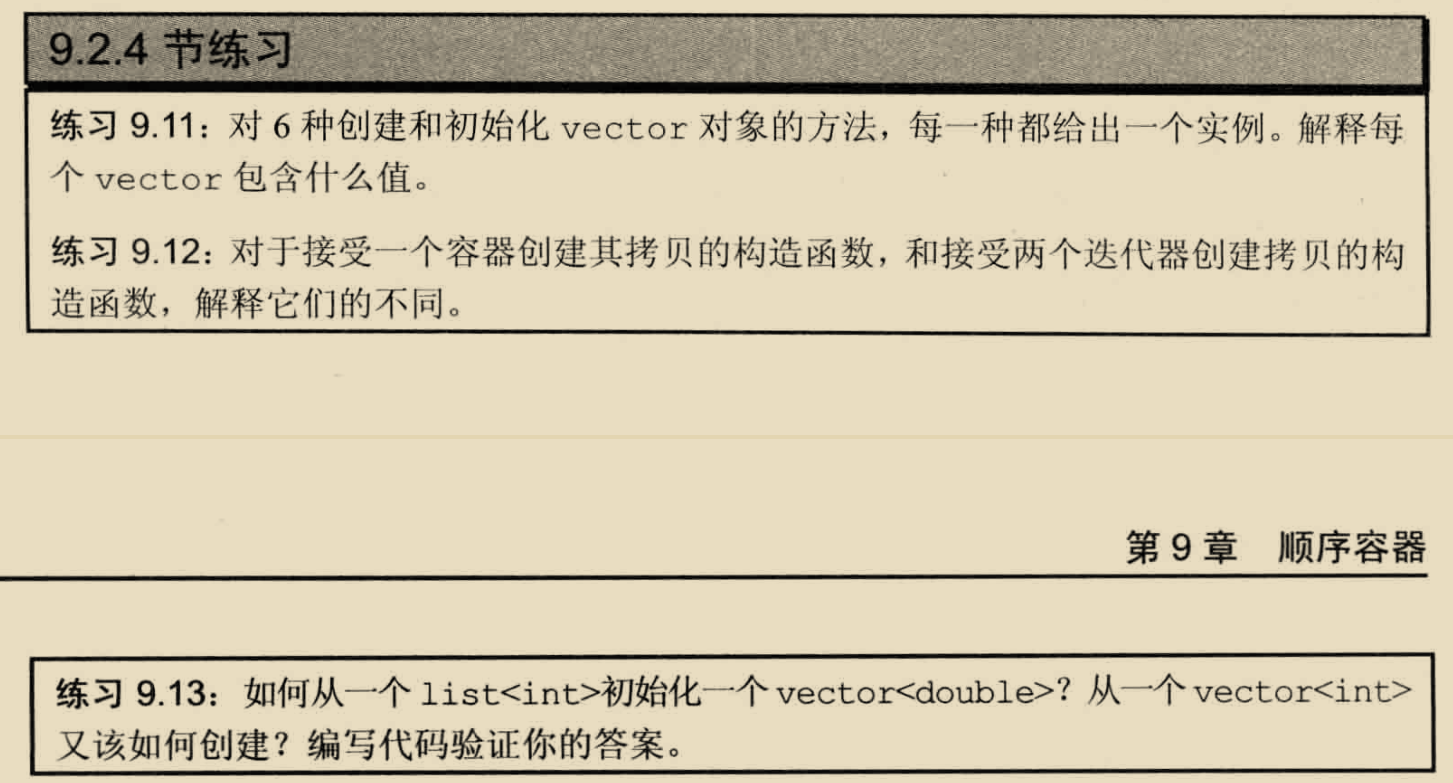 9.2.4 节练习
练习 9.11：对 6 种创建和初始化 vector 对象的方法，每一种都给出一个实例。解释每
个 vector 包含什么值。
练习 9.12：对于接受一个容器创建其拷贝的构造函数，和接受两个迭代器创建拷贝的构
造函数，解释它们的不同。
第 9 章 顺序容器
练习 9.13：如何从一个 list<int>初始化一个 vector<double>？从一个 vector<int>
又该如何创建？编写代码验证你的答案。